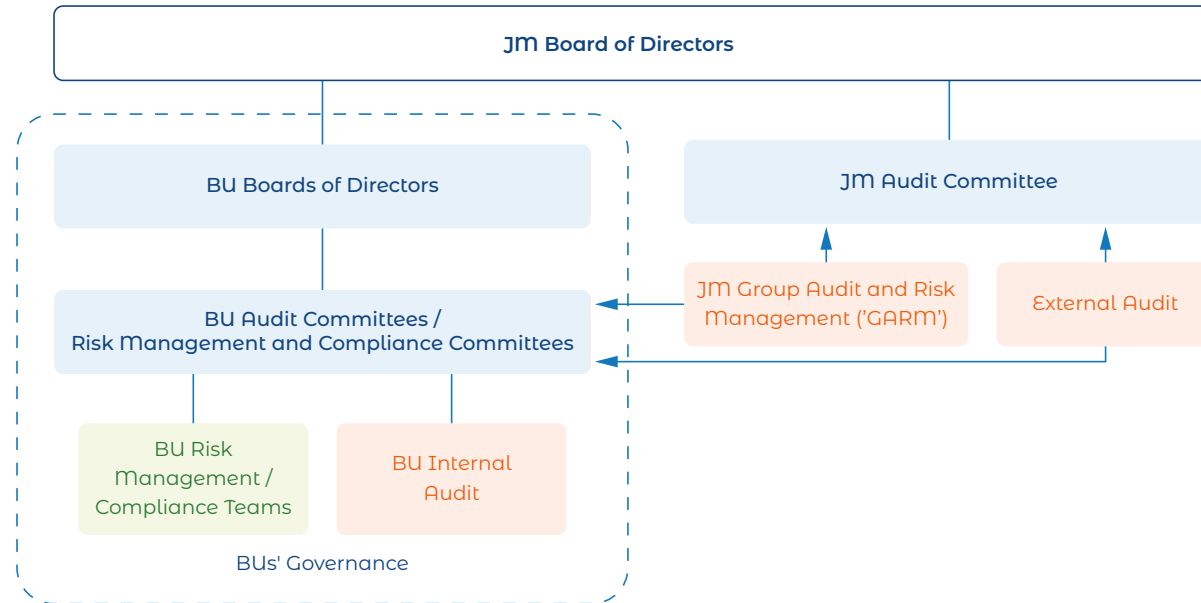 JM Board of Directors
BU Boards of Directors
JM Audit Committee
BU Audit Committees /
Risk Management and Compliance Committees
JM Group Audit and Risk
Management (’GARM’)
External Audit
BU Risk
Management /
Compliance Teams
BU Internal
Audit
BUs' Governance